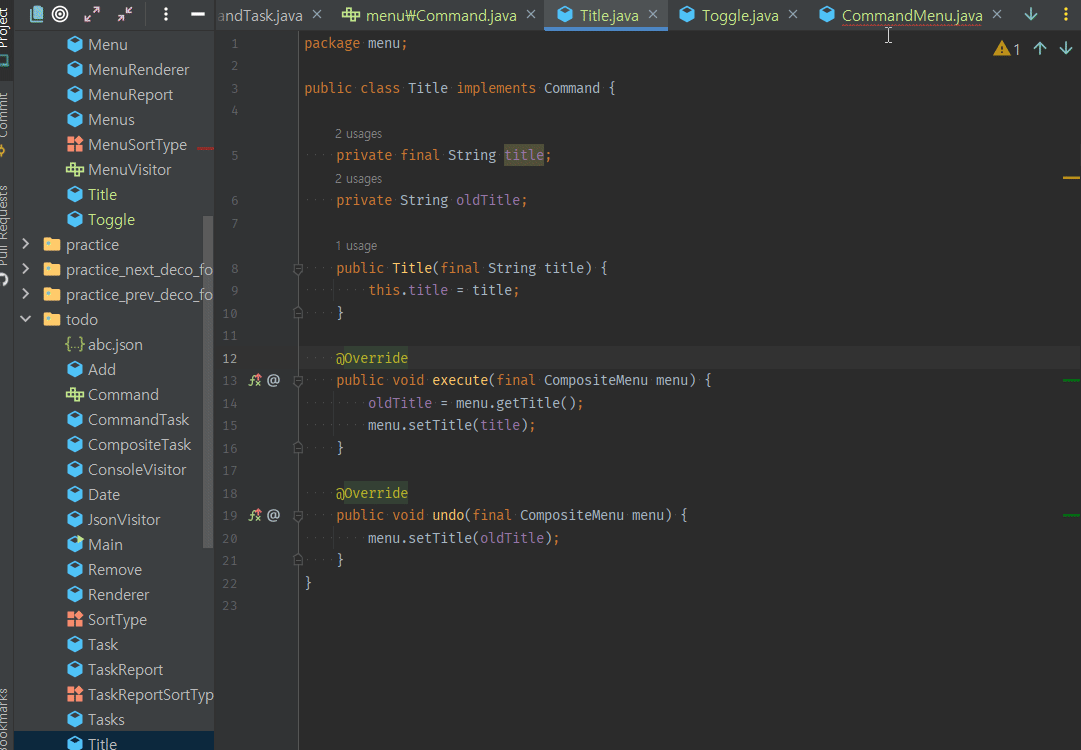 andTask.java
menu₩Command.java
Title.java
Toggle.java
CommandMenu.java
Project
Commit
Pull Requests
Bookmarks
Menu
MenuRenderer
MenuReport
Menus
MenuSortType
MenuVisitor
Title
Toggle
practice
practice_next_deco_fo
practice_prev_deco_fo
todo
{..} abc.json
Add
Command
CommandTask
CompositeTask
ConsoleVisitor
Date
JsonVisitor
Main
Remove
Renderer
SortType
Task
TaskReport
TaskReportSortTyp
Tasks
Title
1
1 package menu;
2
3 public class Title implements Command {
4
2 usages
5 private final String title;
2 usages
6 private String oldTitle;
7
1 usage
8 public Title(final String title) {
9 this.title = title;
10 }
11
12 @Override
13 @ public void execute(final CompositeMenu menu) {
14 oldTitle = menu.getTitle();
15 menu.setTitle(title);
16 }
17
18 @Override
19 @ public void undo(final CompositeMenu menu) {
20 menu.setTitle(oldTitle);
21 }
22 }
23